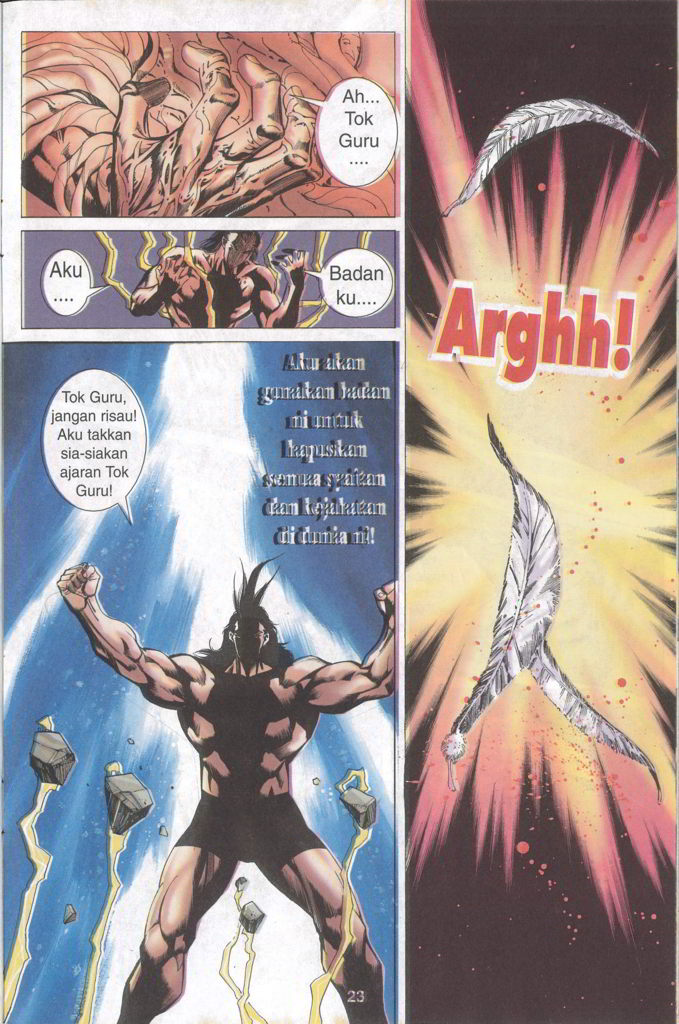 Ah...
Tok
Guru
....
Aku
....
Badan
ku....
Tok Guru,
jangan risau!
Aku takkan
sia-siakan
ajaran Tok
Guru!
Aku akan
gunakan badan
ni untuk
hapuskan
semua syaitan
dan kejahatan
di dunia ni!
Arghh!
23